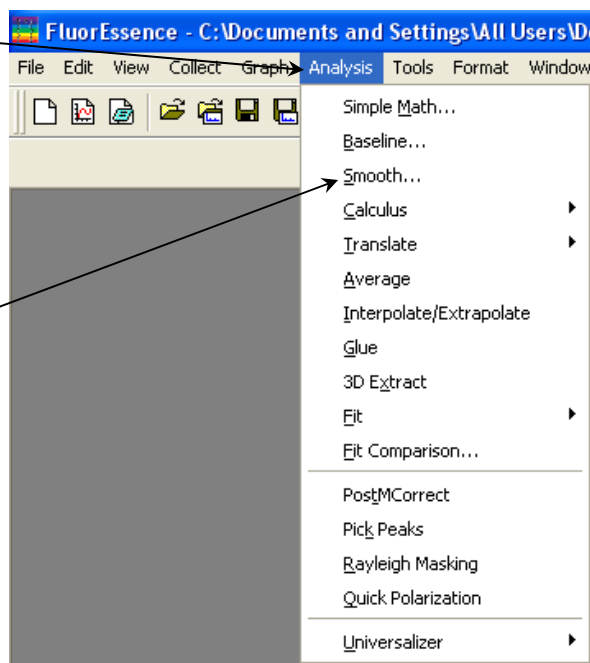 FluorEssence - C:\Documents and Settings\All Users\D
File Edit View Collect Graph Analysis Tools Format Window
Simple Math...
Baseline...
Smooth...
Calculus
Translate
Average
Interpolate/Extrapolate
Glue
3D Extract
Fit
Fit Comparison...
PostMCorrect
Pick Peaks
Rayleigh Masking
Quick Polarization
Universalizer